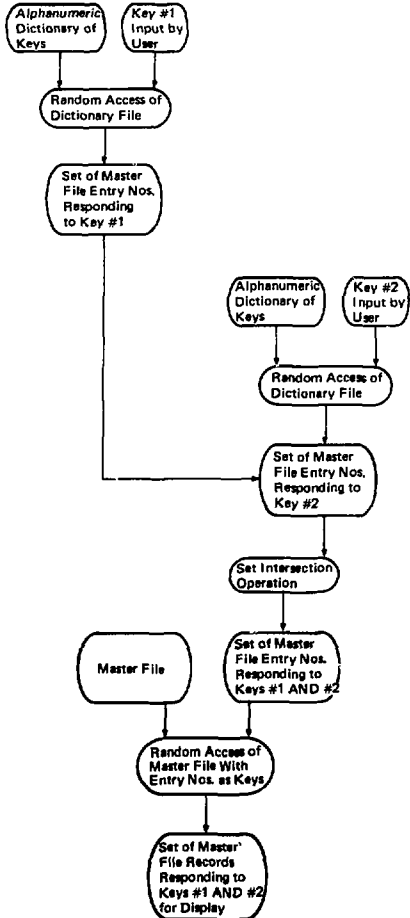 Alphanumeric
Dictionary of
Keys
Key #1
Input by
User
Random Access of
Dictionary File
Set of Master
File Entry Nos.
Responding
to Key #1
Alphanumeric
Dictionary of
Keys
Key #2
Input by
User
Random Access of
Dictionary File
Set of Master
File Entry Nos.
Responding to
Key #2
Set Intersection
Operation
Master File
Set of Master
File Entry Nos.
Responding to
Keys #1 AND #2
Random Access of
Master File With
Entry Nos. as Keys
Set of Master
File Records
Responding to
Keys #1 AND #2
for Display